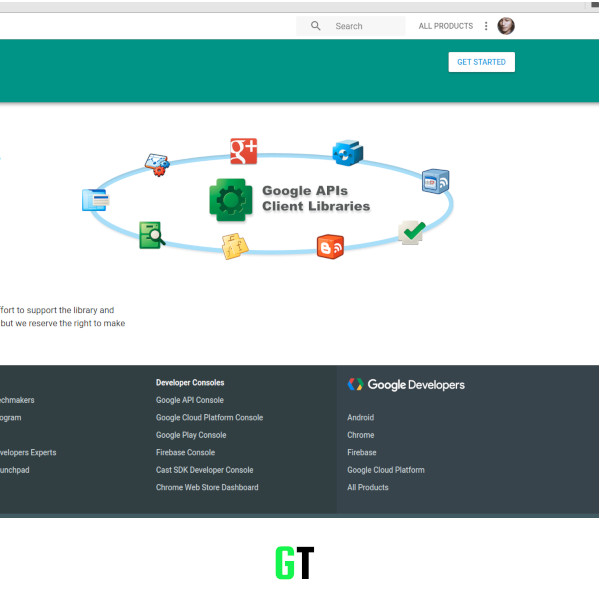 Search
ALL PRODUCTS
GET STARTED
g+
Google APIs
Client Libraries
ffort to support the library and
but we reserve the right to make
echmakers
ogram
velopers Experts
unchpad
Developer Consoles
Google API Console
Google Cloud Platform Console
Google Play Console
Firebase Console
Cast SDK Developer Console
Chrome Web Store Dashboard
Google Developers
Android
Chrome
Firebase
Google Cloud Platform
All Products
GT